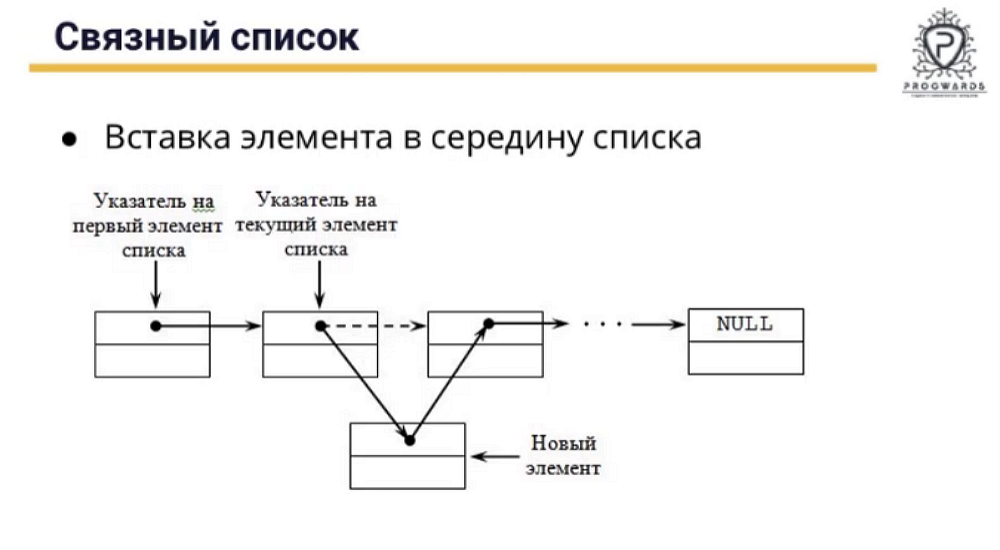 Связный список
PROGWARDS
● Вставка элемента в середину списка
Указатель на
первый элемент
списка
Указатель на
текущий элемент
списка
NULL
Новый
элемент